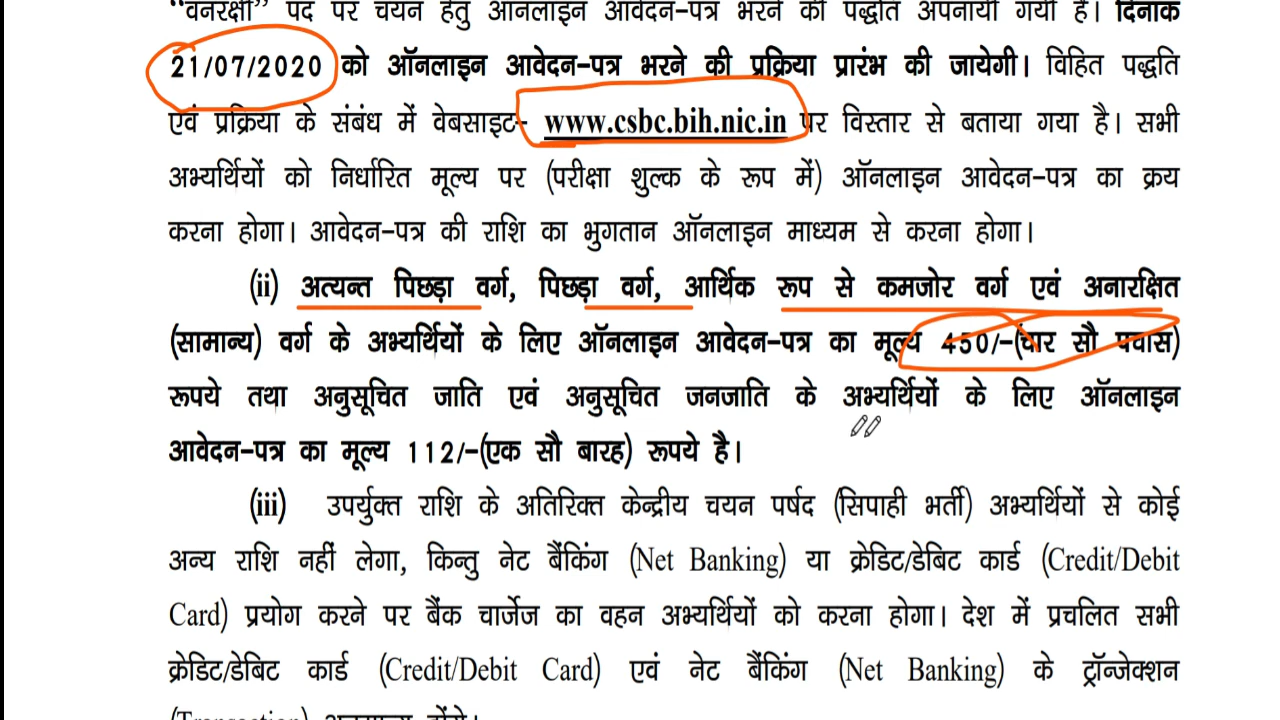 “वनरक्षी” पद पर चयन हेतु ऑनलाइन आवेदन-पत्र भरने की पद्धति अपनायी गयी है। दिनांक
21/07/2020 को ऑनलाइन आवेदन-पत्र भरने की प्रक्रिया प्रारंभ की जायेगी। विहित पद्धति
एवं प्रक्रिया के संबंध में वेबसाइट- www.csbc.bih.nic.in पर विस्तार से बताया गया है। सभी
अभ्यर्थियों को निर्धारित मूल्य पर (परीक्षा शुल्क के रूप में) ऑनलाइन आवेदन-पत्र का क्रय
करना होगा। आवेदन-पत्र की राशि का भुगतान ऑनलाइन माध्यम से करना होगा।
(ii) अत्यन्त पिछड़ा वर्ग, पिछड़ा वर्ग, आर्थिक रूप से कमजोर वर्ग एवं अनारक्षित
(सामान्य) वर्ग के अभ्यर्थियों के लिए ऑनलाइन आवेदन-पत्र का मूल्य 450/-(चार सौ पचास)
रूपये तथा अनुसूचित जाति एवं अनुसूचित जनजाति के अभ्यर्थियों के लिए ऑनलाइन
आवेदन-पत्र का मूल्य 112/-(एक सौ बारह) रूपये है।
(iii) उपर्युक्त राशि के अतिरिक्त केन्द्रीय चयन पर्षद (सिपाही भर्ती) अभ्यर्थियों से कोई
अन्य राशि नहीं लेगा, किन्तु नेट बैंकिंग (Net Banking) या क्रेडिट/डेबिट कार्ड (Credit/Debit
Card) प्रयोग करने पर बैंक चार्जेज का वहन अभ्यर्थियों को करना होगा। देश में प्रचलित सभी
क्रेडिट/डेबिट कार्ड (Credit/Debit Card) एवं नेट बैंकिंग (Net Banking) के ट्रॉन्जेक्शन
(Transaction)